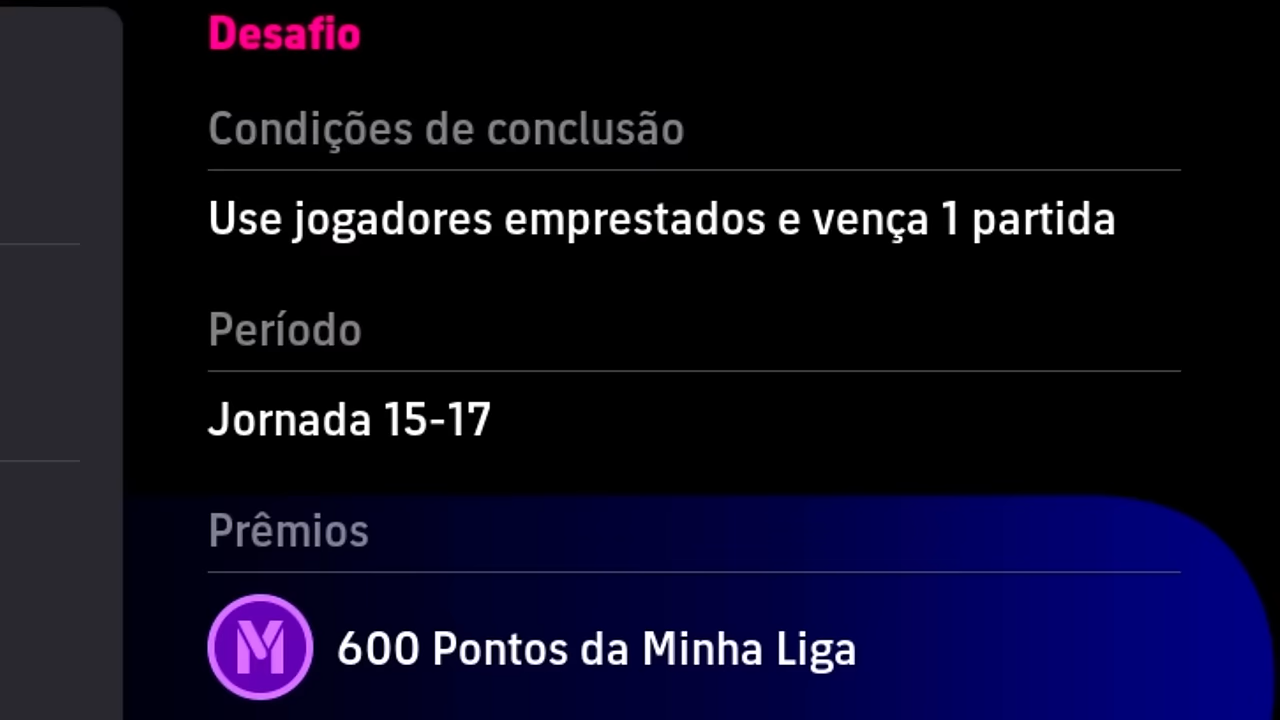 Desafio
Condições de conclusão
Use jogadores emprestados e vença 1 partida
Período
Jornada 15-17
Prêmios
M 600 Pontos da Minha Liga